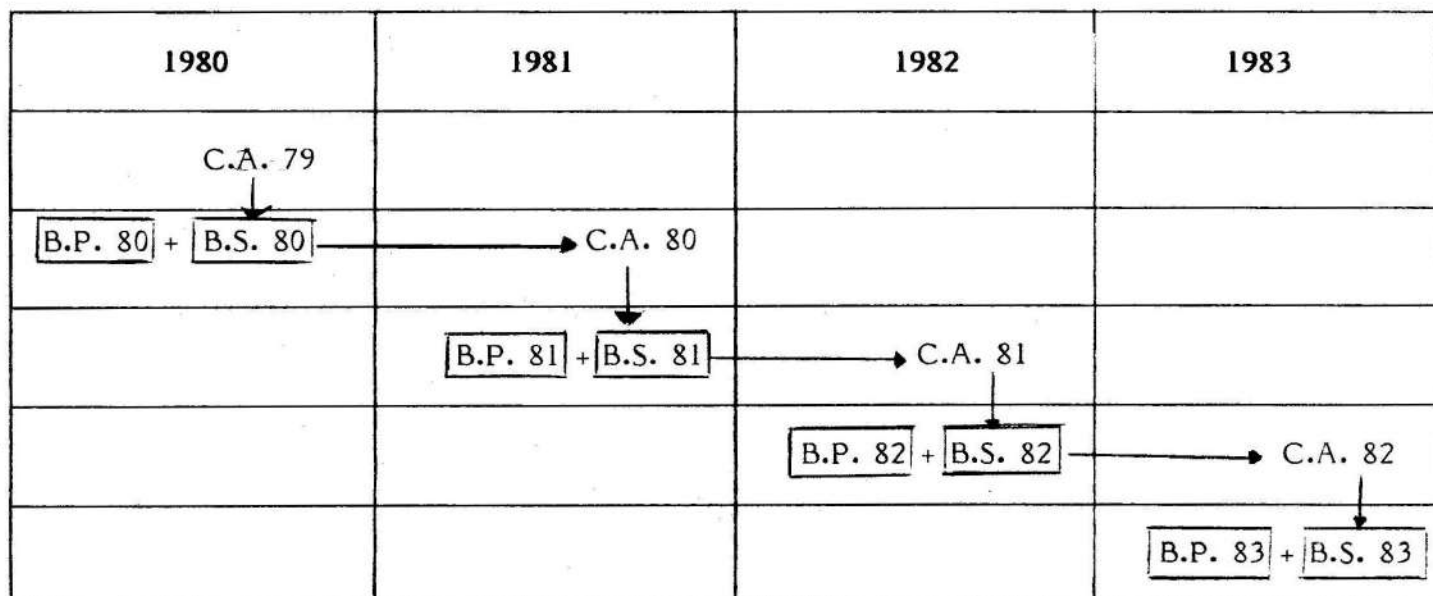 1980 1981 1982 1983
C.A. 79
B.P. 80 + B.S. 80 C.A. 80
B.P. 81 + B.S. 81 C.A. 81
B.P. 82 + B.S. 82 C.A. 82
B.P. 83 + B.S. 83